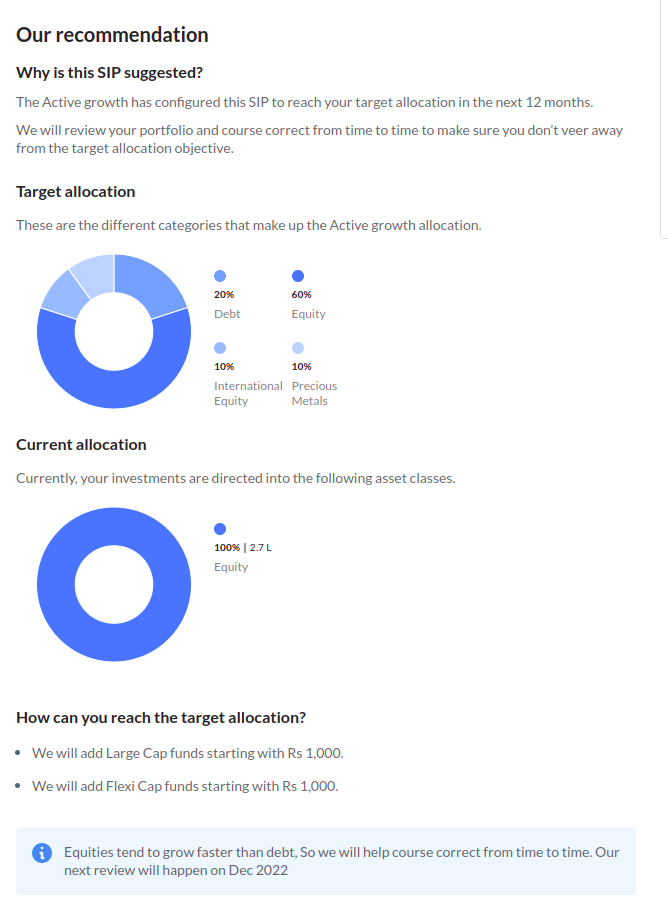 Our recommendation
Why is this SIP suggested?
The Active growth has configured this SIP to reach your target allocation in the next 12 months.
We will review your portfolio and course correct from time to time to make sure you don't veer away
from the target allocation objective.
Target allocation
These are the different categories that make up the Active growth allocation.
20%
Debt
60%
Equity
10%
International
Equity
10%
Precious
Metals
Current allocation
Currently, your investments are directed into the following asset classes.
100% | 2.7 L
Equity
How can you reach the target allocation?
• We will add Large Cap funds starting with Rs 1,000.
• We will add Flexi Cap funds starting with Rs 1,000.
Equities tend to grow faster than debt, So we will help course correct from time to time. Our
next review will happen on Dec 2022